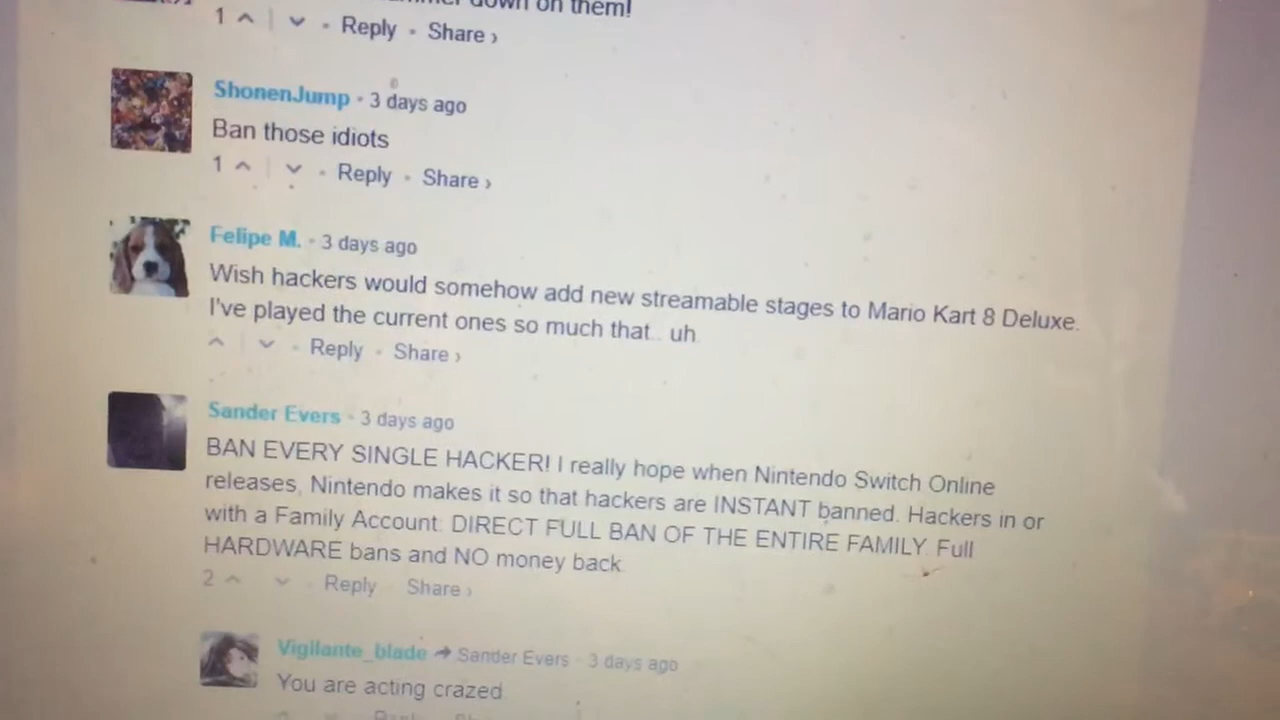 down on them!
1 Reply • Share ›
ShonenJump • 3 days ago
Ban those idiots
1 • Reply • Share ›
Felipe M. • 3 days ago
Wish hackers would somehow add new streamable stages to Mario Kart 8 Deluxe.
I've played the current ones so much that.. uh.
• Reply • Share ›
Sander Evers • 3 days ago
BAN EVERY SINGLE HACKER! I really hope when Nintendo Switch Online
releases, Nintendo makes it so that hackers are INSTANT banned. Hackers in or
with a Family Account: DIRECT FULL BAN OF THE ENTIRE FAMILY. Full
HARDWARE bans and NO money back.
2 Reply Share ›
Vigilante_blade Sander Evers • 3 days ago
You are acting crazed.